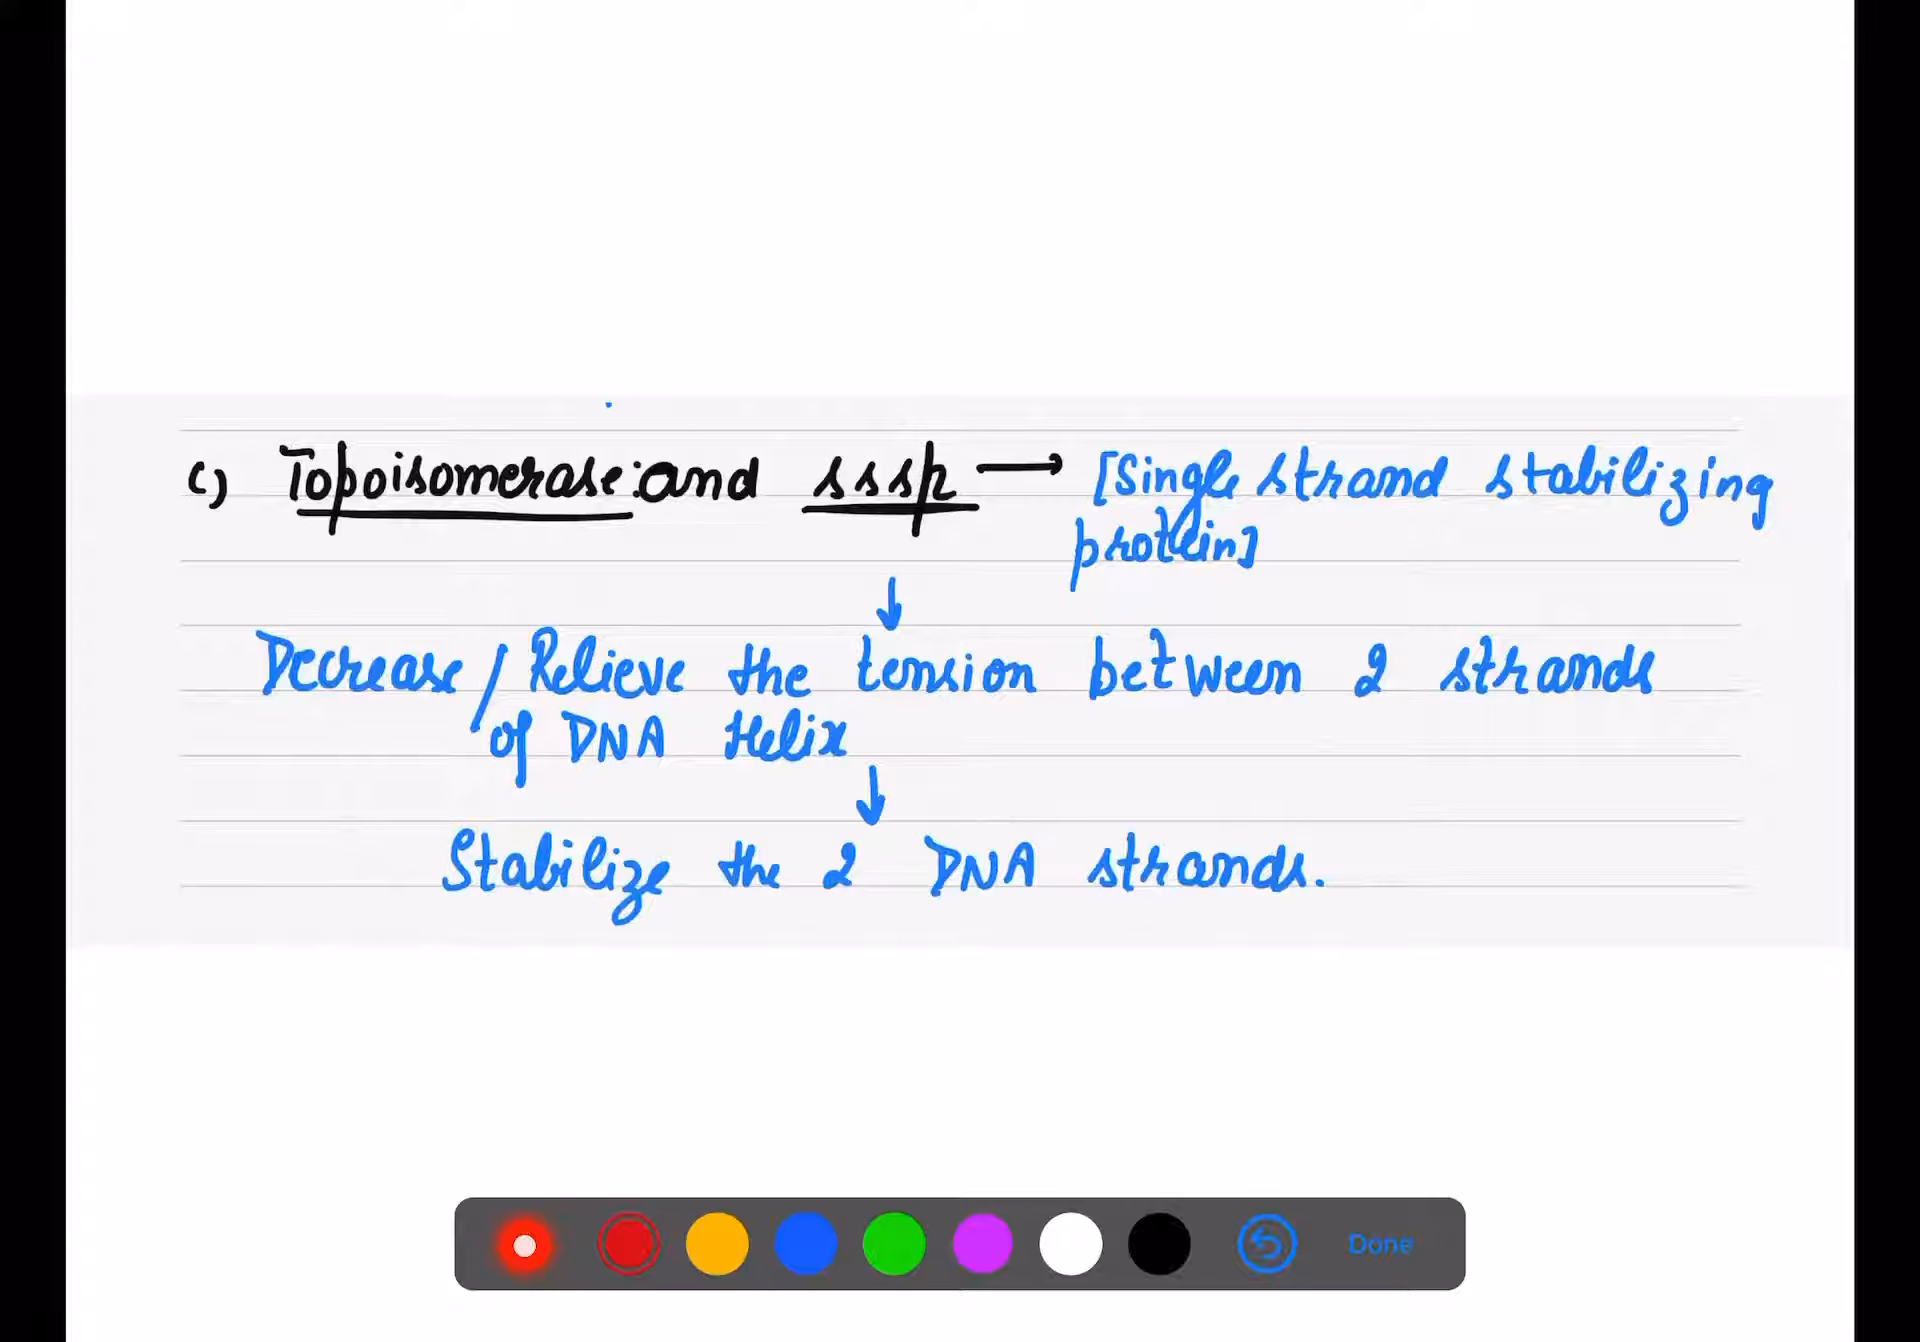 c) Topoisomerase: and sssp → [Single strand stabilizing
protein]
↓
Decrease / Relieve the tension between 2 strands
of DNA Helix
↓
Stabilize the 2 DNA strands.
Done